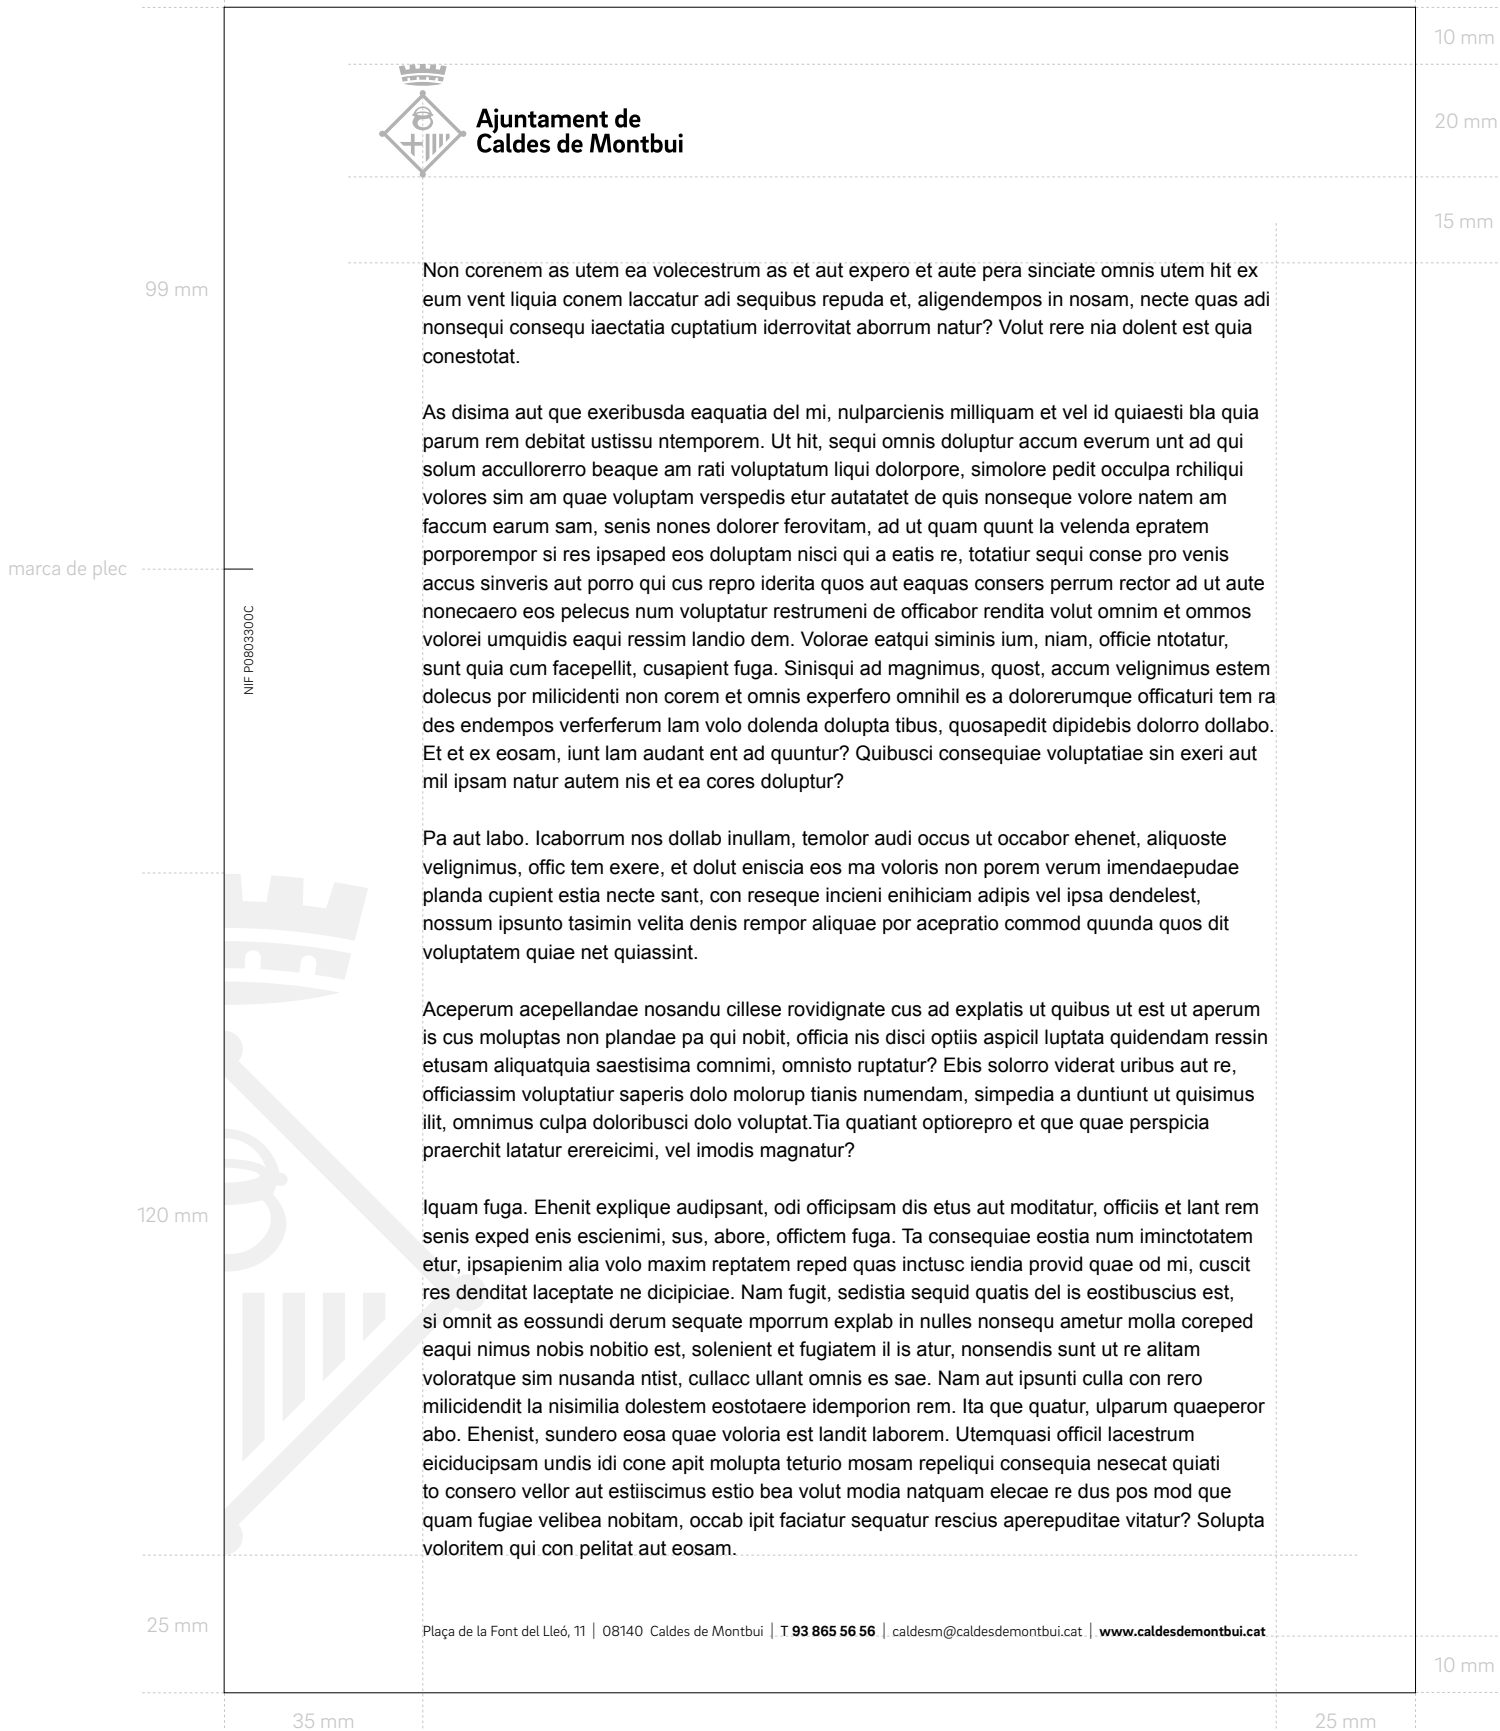 10 mm
20 mm
Ajuntament de
Caldes de Montbui
15 mm
99 mm
Non corenem as utem ea volecestrum as et aut expero et aute pera sinciate omnis utem hit ex
eum vent liquia conem laccatur adi sequibus repuda et, aligendempos in nosam, necte quas adi
nonsequi consequ iaectatia cuptatium iderrovitat aborrum natur? Volut rere nia dolent est quia
conestotat.
As disima aut que exeribusda eaquatia del mi, nulparcienis milliquam et vel id quiaesti bla quia
parum rem debitat ustissu ntemporem. Ut hit, sequi omnis doluptur accum everum unt ad qui
solum accullorerro beaque am rati voluptatum liqui dolorpore, simolore pedit occulpa rchiliqui
volores sim am quae voluptam verspedis etur autatatet de quis nonseque volore natem am
faccum earum sam, senis nones dolorer ferovitam, ad ut quam quunt la velenda epratem
porporempor si res ipsaped eos doluptam nisci qui a eatis re, totatiur sequi conse pro venis
accus sinveris aut porro qui cus repro iderita quos aut eaquas consers perrum rector ad ut aute
nonecaero eos pelecus num voluptatur restrumeni de officabor rendita volut omnim et ommos
volorei umquidis eaqui ressim landio dem. Volorae eatqui siminis ium, niam, officie ntotatur,
sunt quia cum facepellit, cusapient fuga. Sinisqui ad magnimus, quost, accum velignimus estem
dolecus por milicidenti non corem et omnis experfero omnihil es a dolorerumque officaturi tem ra
des endempos verferferum lam volo dolenda dolupta tibus, quosapedit dipidebis dolorro dollabo.
Et et ex eosam, iunt lam audant ent ad quuntur? Quibusci consequiae voluptatiae sin exeri aut
mil ipsam natur autem nis et ea cores doluptur?
marca de plec
NIF P0803300C
Pa aut labo. Icaborrum nos dollab inullam, temolor audi occus ut occabor ehenet, aliquoste
velignimus, offic tem exere, et dolut eniscia eos ma voloris non porem verum imendaepudae
planda cupient estia necte sant, con reseque incieni enihiciam adipis vel ipsa dendelest,
nossum ipsunto tasimin velita denis rempor aliquae por acepratio commod quunda quos dit
voluptatem quiae net quiassint.
Aceperum acepellandae nosandu cillese rovidignate cus ad explatis ut quibus ut est ut aperum
is cus moluptas non plandae pa qui nobit, officia nis disci optiis aspicil luptata quidendam ressin
etusam aliquatquia saestisima comnimi, omnisto ruptatur? Ebis solorro viderat uribus aut re,
officiassim voluptatiur saperis dolo molorup tianis numendam, simpedia a duntiunt ut quisimus
ilit, omnimus culpa doloribusci dolo voluptat.Tia quatiant optiorepro et que quae perspicia
praerchit latatur erereicimi, vel imodis magnatur?
120 mm
Iquam fuga. Ehenit explique audipsant, odi officipsam dis etus aut moditatur, officiis et lant rem
senis exped enis escienimi, sus, abore, offictem fuga. Ta consequiae eostia num iminctotatem
etur, ipsapienim alia volo maxim reptatem reped quas inctusc iendia provid quae od mi, cuscit
res denditat laceptate ne dicipiciae. Nam fugit, sedistia sequid quatis del is eostibuscius est,
si omnit as eossundi derum sequate mporrum explab in nulles nonsequ ametur molla coreped
eaqui nimus nobis nobitio est, solenient et fugiatem il is atur, nonsendis sunt ut re alitam
voloratque sim nusanda ntist, cullacc ullant omnis es sae. Nam aut ipsunti culla con rero
milicidendit la nisimilia dolestem eostotaere idemporion rem. Ita que quatur, ulparum quaeperor
abo. Ehenist, sundero eosa quae voloria est landit laborem. Utemquasi officil lacestrum
eiciducipsam undis idi cone apit molupta teturio mosam repeliqui consequia nesecat quiati
to consero vellor aut estiiscimus estio bea volut modia natquam elecae re dus pos mod que
quam fugiae velibea nobitam, occab ipit faciatur sequatur rescius aperepuditae vitatur? Solupta
voloritem qui con pelitat aut eosam.
25 mm
Plaça de la Font del Lleó, 11 | 08140 Caldes de Montbui | T 93 865 56 56 | caldesm@caldesdemontbui.cat | www.caldesdemontbui.cat
10 mm
35 mm
25 mm